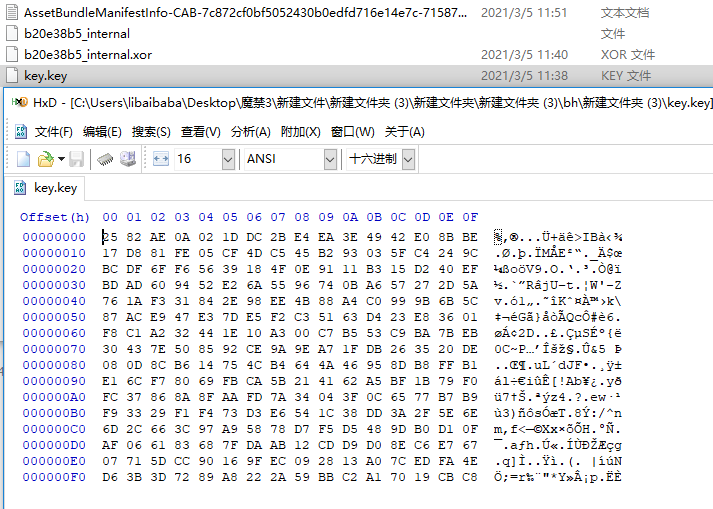 AssetBundleManifestInfo-CAB-7c872cf0bf5052430b0edfd716e14e7c-71587... 2021/3/5 11:51 文本文档
b20e38b5_internal 文件
b20e38b5_internal.xor 2021/3/5 11:40 XOR 文件
key.key 2021/3/5 11:38 KEY 文件
HxD - [C:\Users\libaibaba\Desktop\魔禁3\新建文件\新建文件夹 (3)\新建文件夹\新建文件夹 (3)\bh\新建文件夹 (3)\key.key]
文件(F) 编辑(E) 搜索(S) 查看(V) 分析(A) 附加(X) 窗口(W) 关于(A)
16 ANSI 十六进制
key.key
Offset(h) 00 01 02 03 04 05 06 07 08 09 0A 0B 0C 0D 0E 0F
00000000 25 82 AE 0A 02 1D DC 2B E4 EA 3E 49 42 E0 8B BE %‚®...Ü+äê>IBà‹¾
00000010 17 D8 81 FE 05 CF 4D C5 45 B2 93 03 5F C4 24 9C .Ø.þ.ÏMÅE²“._Ä$œ
00000020 BC DF 6F F6 56 39 18 4F 0E 91 11 B3 15 D2 40 EF ¼ßoöV9.O.‘.³.Ò@ï
00000030 BD AD 60 94 52 E2 6A 55 96 74 0B A6 57 27 2D 5A ½.`”RâjU–t.¦W'-Z
00000040 76 1A F3 31 84 2E 98 EE 4B 88 A4 C0 99 9B 6B 5C v.ó1„.˜îKˆ¤À™›k\
00000050 87 AC E9 47 E3 7D E5 F2 C3 51 63 D4 23 E8 36 01 ‡¬éGã}åòÃQcÔ#è6.
00000060 F8 C1 A2 32 44 1E 10 A3 00 C7 B5 53 C9 BA 7B EB øÁ¢2D..£.ÇµSÉº{ë
00000070 30 43 7E 50 85 92 CE 9A 9E A7 1F DB 26 35 20 DE 0C~P…’Îšž§.Û&5 Þ
00000080 08 0D 8C B6 14 75 4C B4 64 4A 46 95 8D B8 FF B1 ..Œ¶.uL´dJF•.¸ÿ±
00000090 E1 6C F7 80 69 FB CA 5B 21 41 62 A5 BF 1B 79 F0 ál÷€iûÊ[!Ab¥¿.yð
000000A0 FC 37 86 8A 8F AA FD 7A 34 04 3F 0C 65 77 B7 B9 ü7†Š.ªýz4.?.ew·¹
000000B0 F9 33 29 F1 F4 73 D3 E6 54 1C 38 DD 3A 2F 5E 6E ù3)ñôsÓæT.8Ý:/^n
000000C0 6D 2C 66 3C 97 A9 58 78 D7 F5 D5 48 9D B0 D1 0F m,f<—©Xx×õÕH.°Ñ.
000000D0 AF 06 61 83 68 7F DA AB 12 CD D9 D0 8E C6 E7 67 ¯.aƒh.Ú«.ÍÙÐŽÆçg
000000E0 07 71 5D CC 90 16 9F EC 09 28 13 A0 7C ED FA 4E .q]Ì..Ÿì.(. |íúN
000000F0 D6 3B 3D 72 89 A8 22 2A 59 BB C2 A1 70 19 CB C8 Ö;=r‰¨"*Y»Â¡p.ËÈ